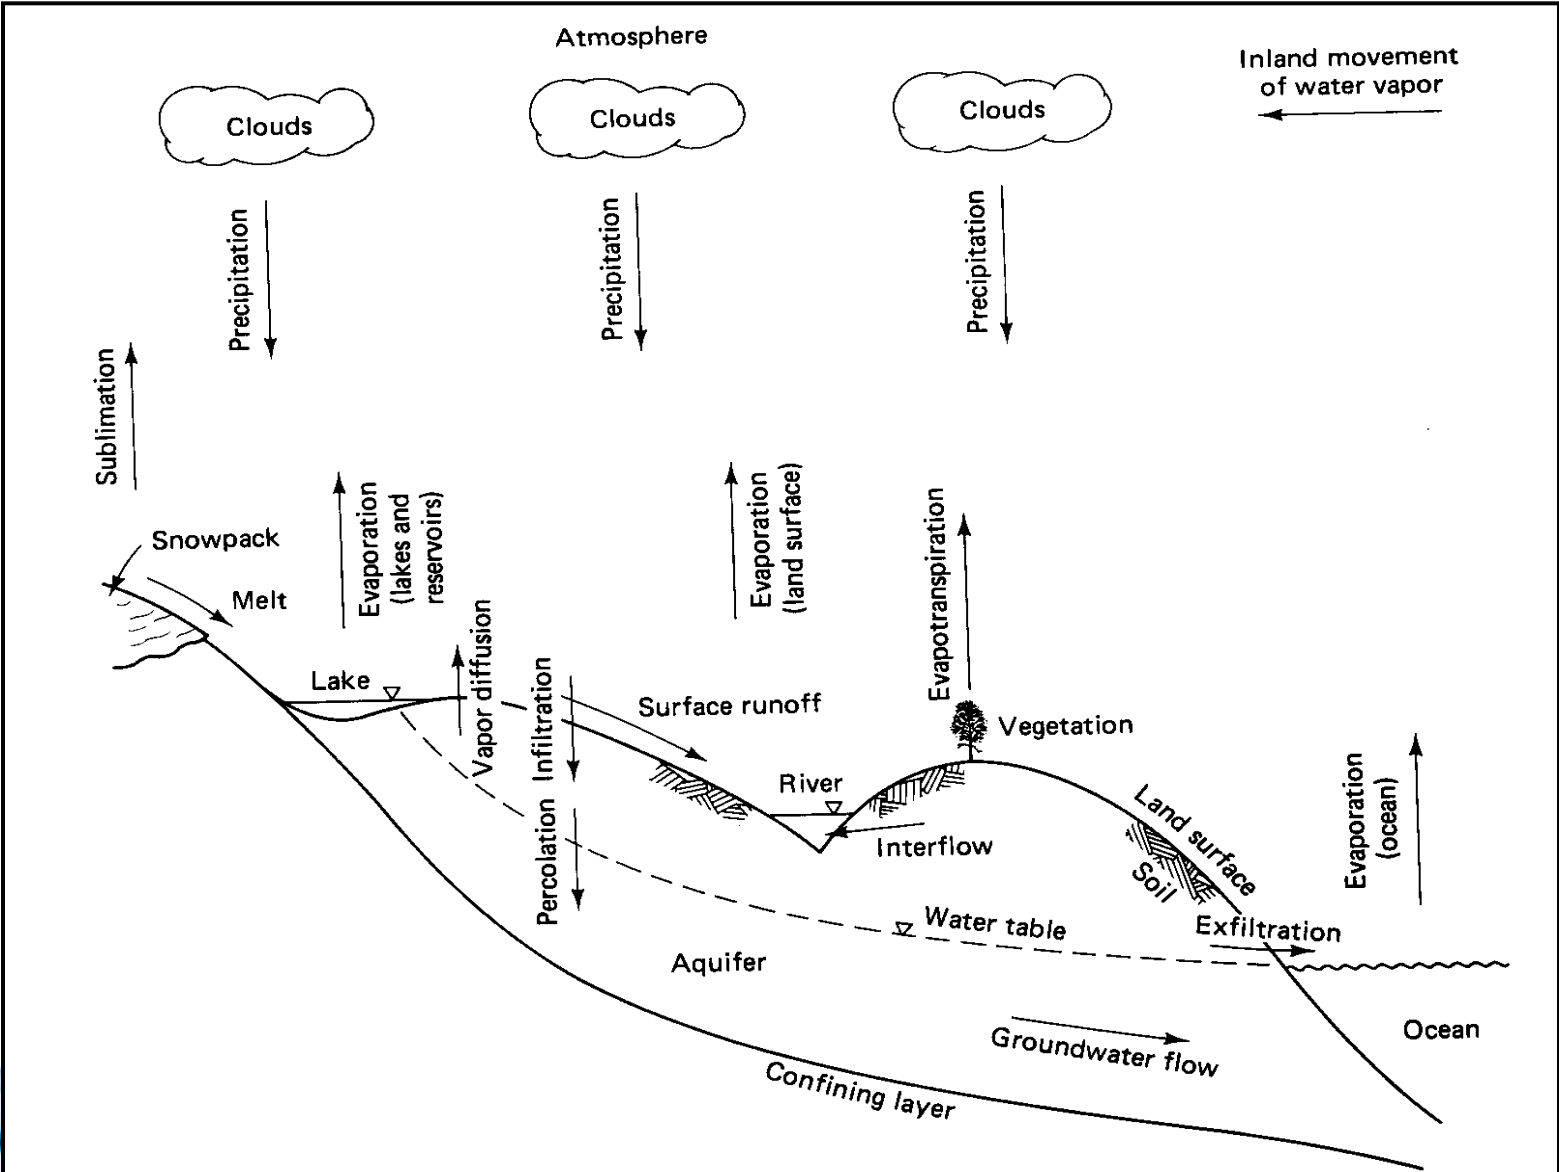 Atmosphere
Inland movement
of water vapor
Clouds
Clouds
Clouds
Precipitation
Precipitation
Precipitation
Sublimation
Snowpack
Melt
Evaporation
(lakes and
reservoirs)
Evaporation
(land surface)
Evapotranspiration
Lake
Vapor diffusion
Infiltration
Surface runoff
Vegetation
River
Interflow
Land surface
Soil
Evaporation
(ocean)
Percolation
Water table
Exfiltration
Aquifer
Ocean
Groundwater flow
Confining layer